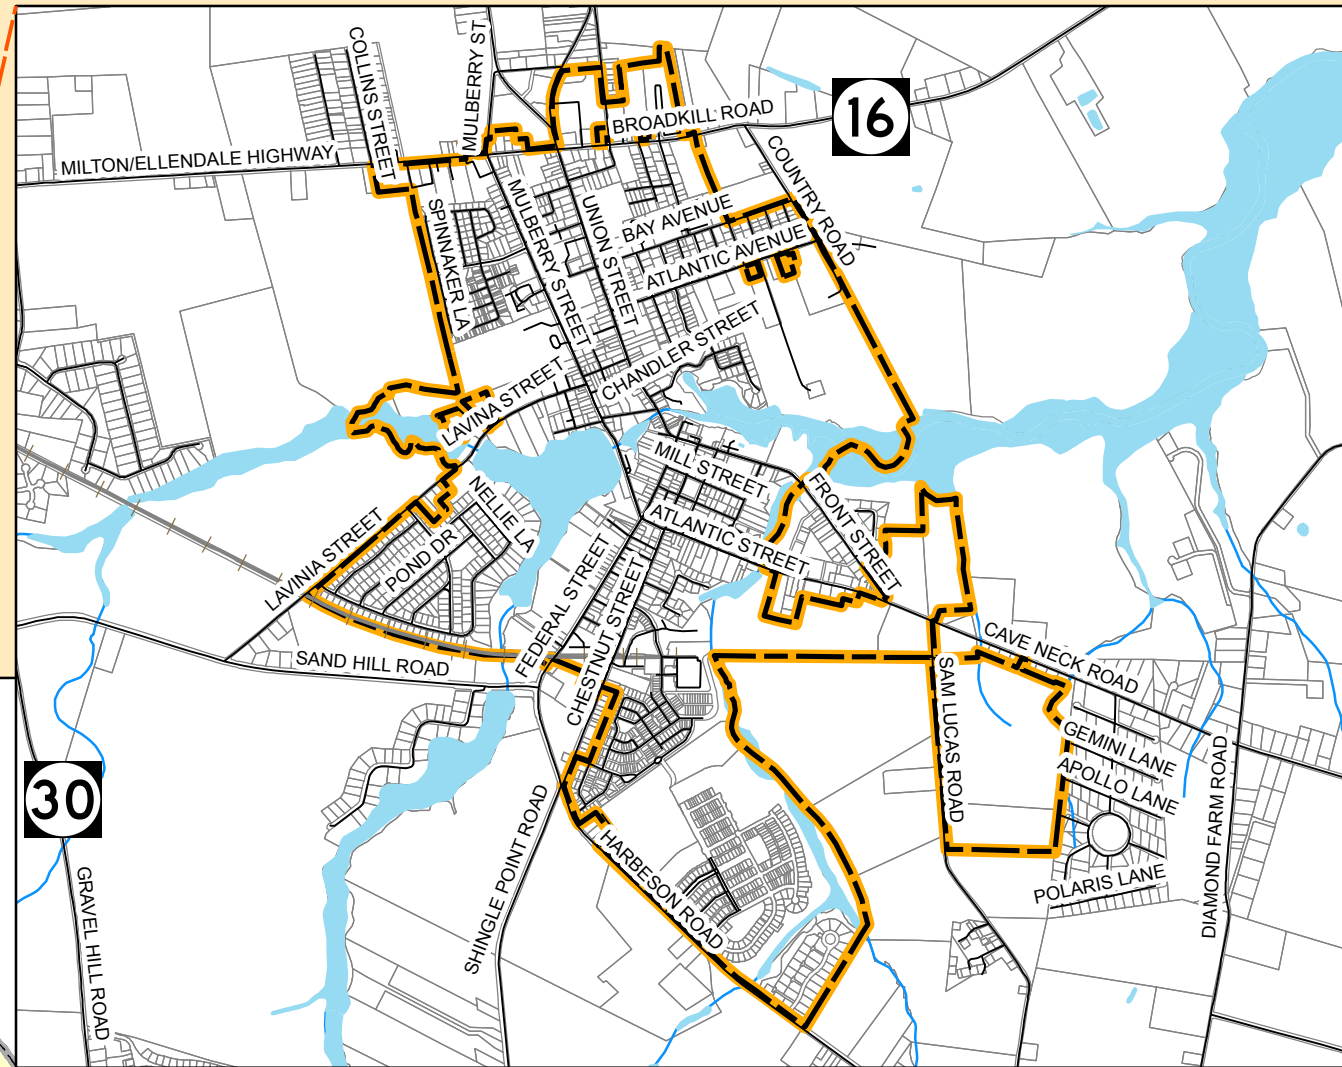 COLLINS STREET
MULBERRY ST
BROADKILL ROAD
16
MILTON/ELLENDALE HIGHWAY
COUNTRY ROAD
SPINNAKER LA
MULBERRY STREET
UNION STREET
BAY AVENUE
ATLANTIC AVENUE
CHANDLER STREET
LAVINA STREET
MILL STREET
NELLIE LA
FRONT STREET
LAVINIA STREET
POND DR
ATLANTIC STREET
FEDERAL STREET
CHESTNUT STREET
SAND HILL ROAD
CAVE NECK ROAD
SAM LUCAS ROAD
GEMINI LANE
APOLLO LANE
30
DIAMOND FARM ROAD
SHINGLE POINT ROAD
HARBESON ROAD
POLARIS LANE
GRAVEL HILL ROAD